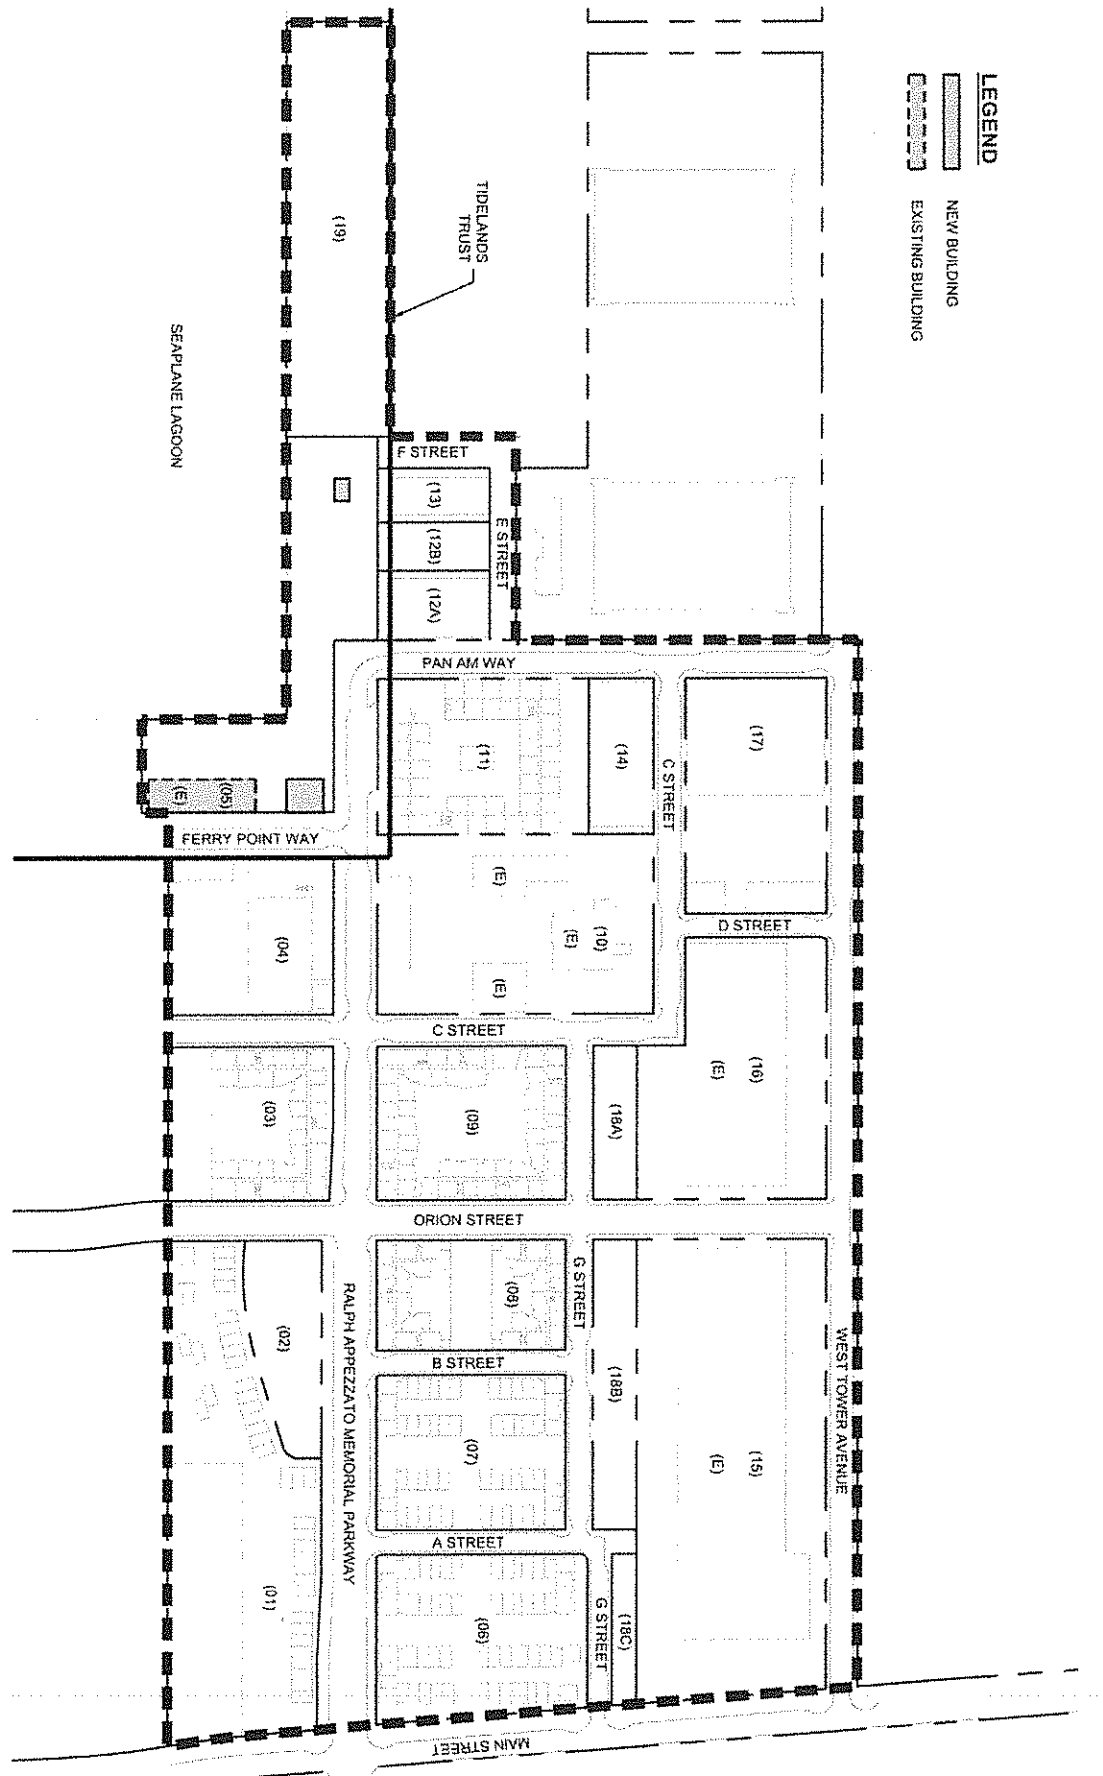 LEGEND
NEW BUILDING
EXISTING BUILDING
TIDELANDS
TRUST
(19)
SEAPLANE LAGOON
F STREET
(13)
(12B)
(12A)
E STREET
PAN AM WAY
(11)
(14)
C STREET
(17)
(05)
(E)
FERRY POINT WAY
(E)
(10)
(E)
(E)
D STREET
(04)
C STREET
(16)
(E)
(03)
(09)
(18A)
ORION STREET
(02)
RALPH APPEZZATO MEMORIAL PARKWAY
(08)
G STREET
B STREET
(18B)
(07)
(15)
(E)
WEST TOWER AVENUE
A STREET
(01)
(06)
G STREET
(18C)
MAIN STREET